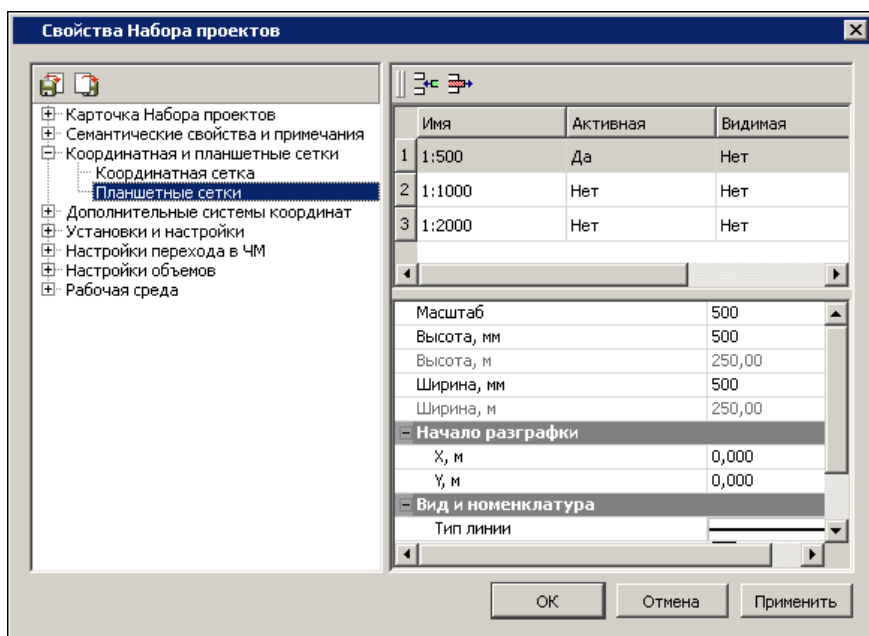 Свойства Набора проектов
Карточка Набора проектов
Семантические свойства и примечания
Координатная и планшетные сетки
Координатная сетка
Планшетные сетки
Дополнительные системы координат
Установки и настройки
Настройки перехода в ЧМ
Настройки объемов
Рабочая среда
Имя Активная Видимая
1 1:500 Да Нет
2 1:1000 Нет Нет
3 1:2000 Нет Нет
Масштаб 500
Высота, мм 500
Высота, м 250,00
Ширина, мм 500
Ширина, м 250,00
Начало разграфки
X, м 0,000
Y, м 0,000
Вид и номенклатура
Тип линии
ОК Отмена Применить